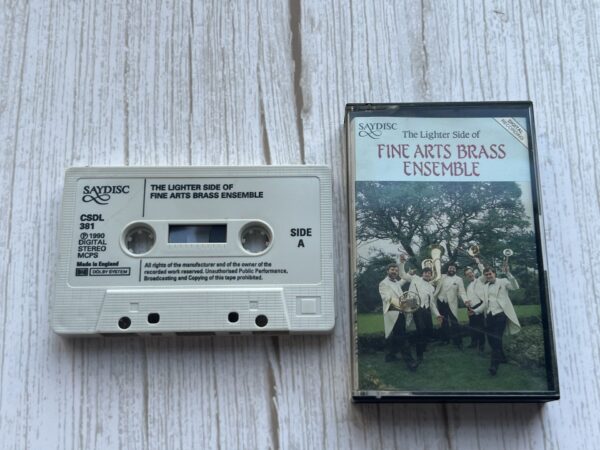 SAYDISC
THE LIGHTER SIDE OF
FINE ARTS BRASS ENSEMBLE
CSDL
381
Ⓟ 1990
DIGITAL
STEREO
MCPS
Made in England
DOLBY SYSTEM
SIDE
A
All rights of the manufacturer and of the owner of the
recorded work reserved. Unauthorised Public Performance,
Broadcasting and Copying of this tape prohibited.
SAYDISC
The Lighter Side of
FINE ARTS BRASS
ENSEMBLE
DIGITAL
RECORDING